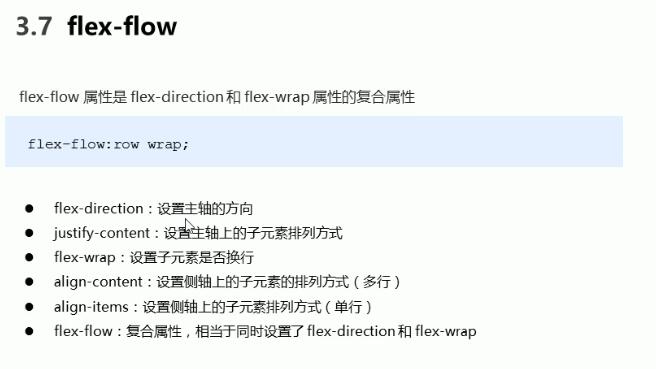 3.7 flex-flow
flex-flow 属性是 flex-direction 和 flex-wrap 属性的复合属性
flex-flow:row wrap;
● flex-direction：设置主轴的方向
● justify-content：设置主轴上的子元素排列方式
● flex-wrap：设置子元素是否换行
● align-content：设置侧轴上的子元素的排列方式（多行）
● align-items：设置侧轴上的子元素排列方式（单行）
● flex-flow：复合属性，相当于同时设置了 flex-direction 和 flex-wrap